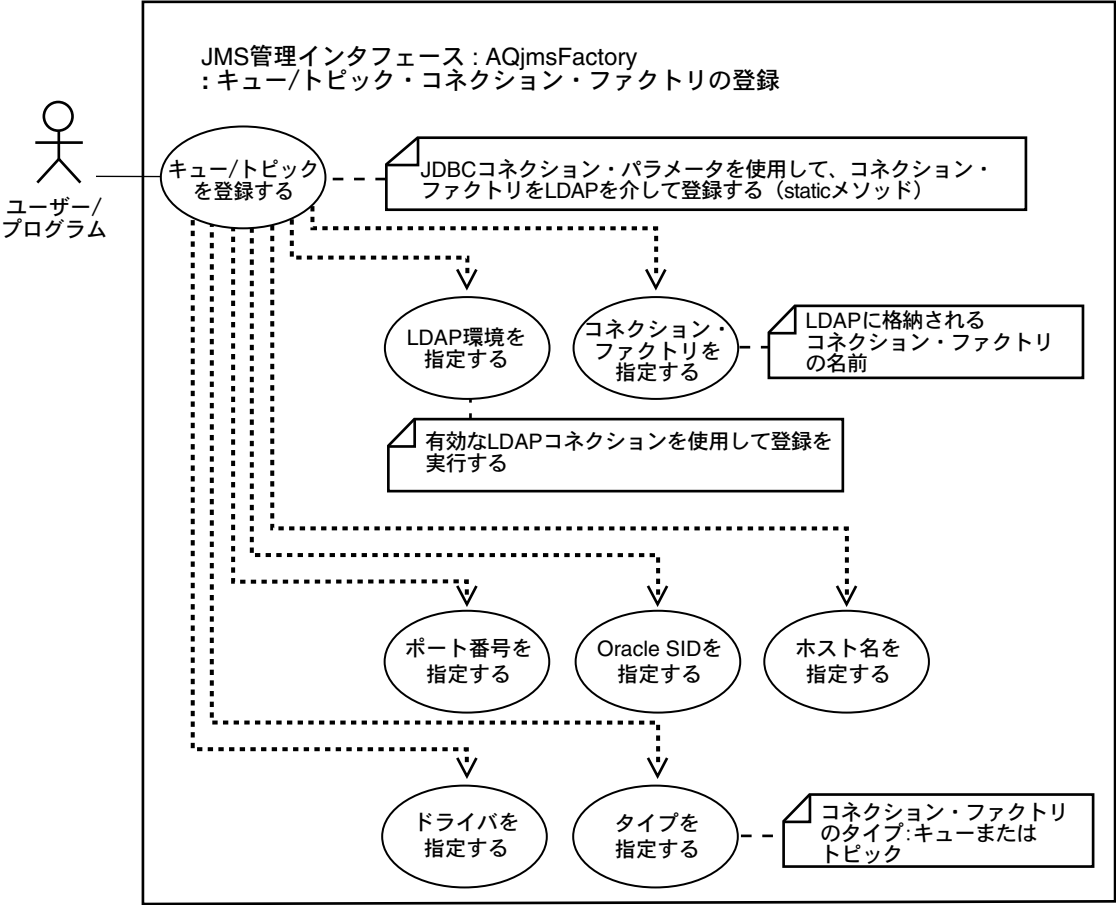 JMS管理インタフェース : AQjmsFactory
: キュー/トピック・コネクション・ファクトリの登録
ユーザー/
プログラム
キュー/トピック
を登録する
JDBCコネクション・パラメータを使用して、コネクション・
ファクトリをLDAPを介して登録する（staticメソッド）
LDAP環境を
指定する
コネクション・
ファクトリを
指定する
LDAPに格納される
コネクション・ファクトリ
の名前
有効なLDAPコネクションを使用して登録を
実行する
ポート番号を
指定する
Oracle SIDを
指定する
ホスト名を
指定する
ドライバを
指定する
タイプを
指定する
コネクション・ファクトリ
のタイプ:キューまたは
トピック